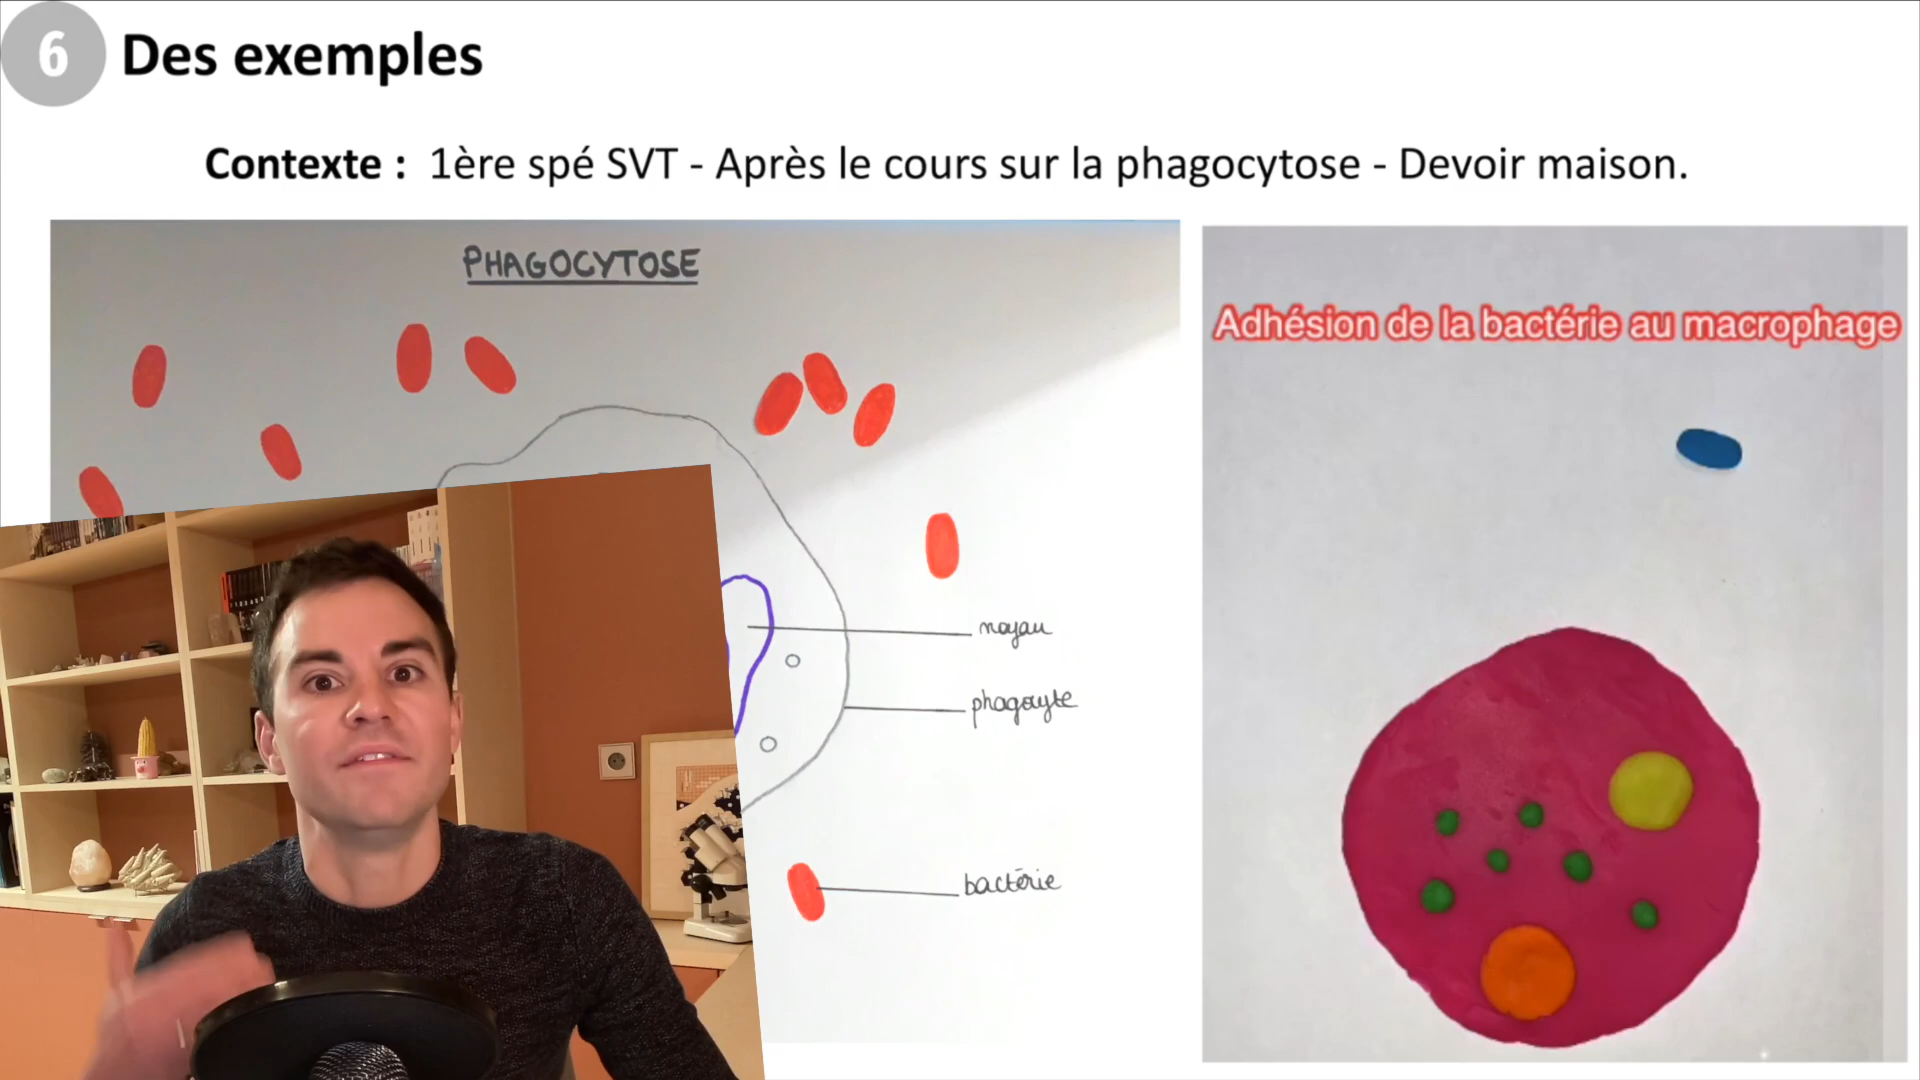 6 Des exemples
Contexte : 1ère spé SVT - Après le cours sur la phagocytose - Devoir maison.
PHAGOCYTOSE
Adhésion de la bactérie au macrophage
noyau
phagocyte
bactérie